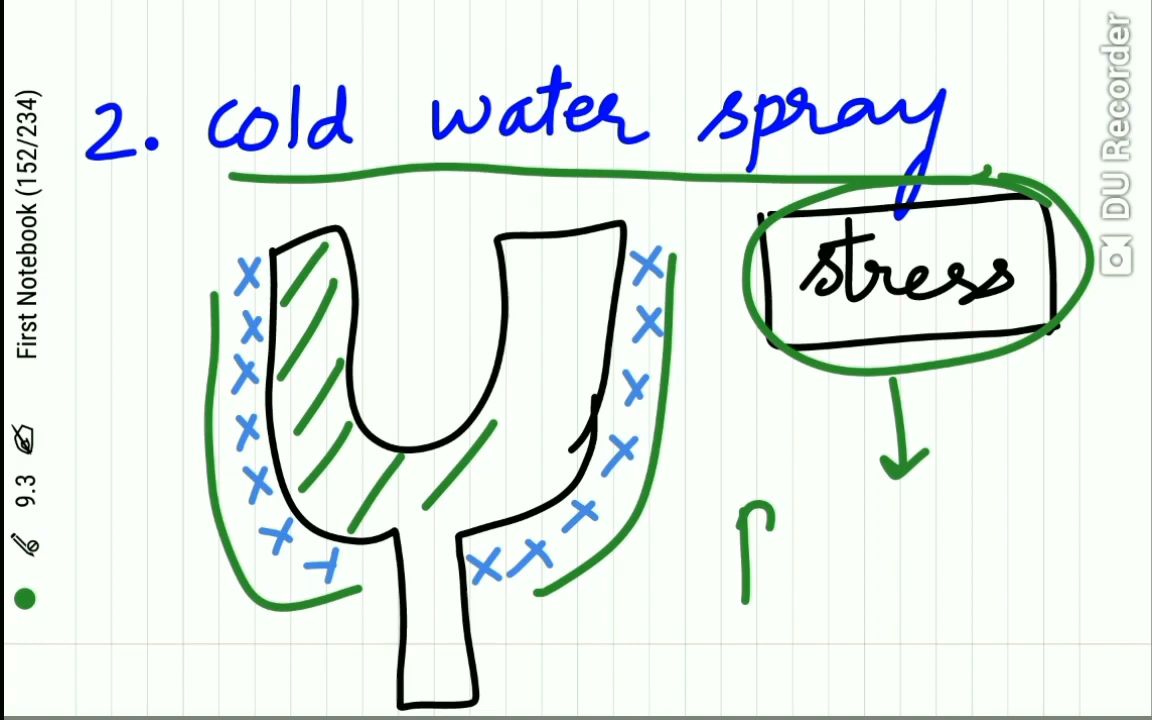 2. cold water spray
stress
r
First Notebook (152/234)
9.3
DU Recorder